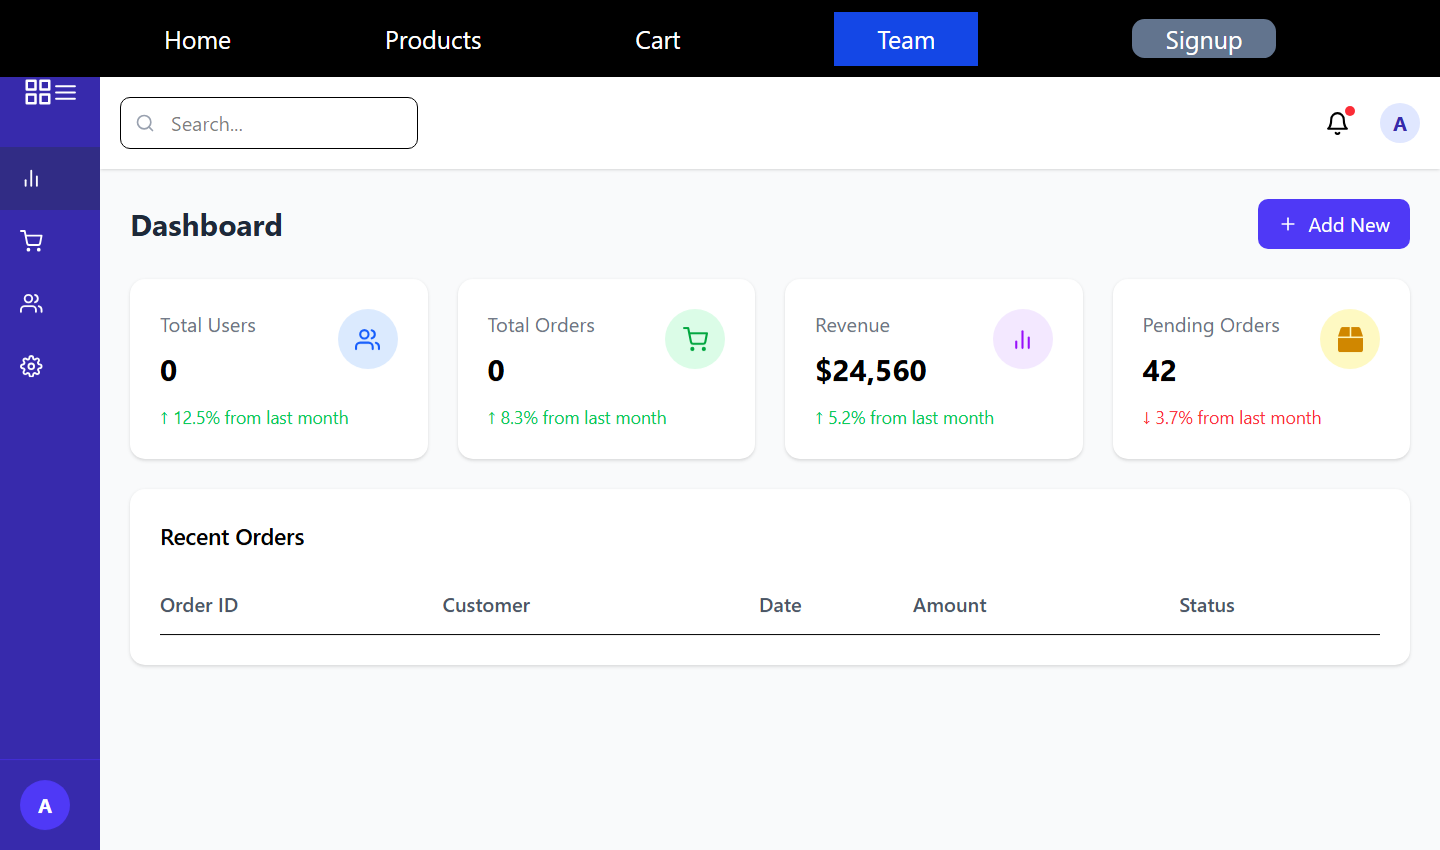 Home Products Cart Team Signup
Search...
A
Dashboard
+ Add New
Total Users
0
↑ 12.5% from last month
Total Orders
0
↑ 8.3% from last month
Revenue
$24,560
↑ 5.2% from last month
Pending Orders
42
↓ 3.7% from last month
Recent Orders
Order ID Customer Date Amount Status
A